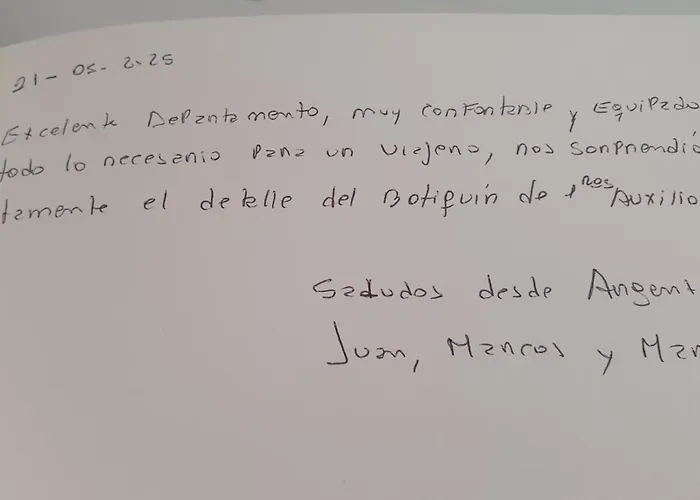 21-05-2025
Excelente Departamento, muy confortable y Equipado
todo lo necesario para un viajero, nos sorprendio
tamente el detalle del Botiquín de 1ros Auxilio
Saludos desde Argent
Juan, Marcos y Mar